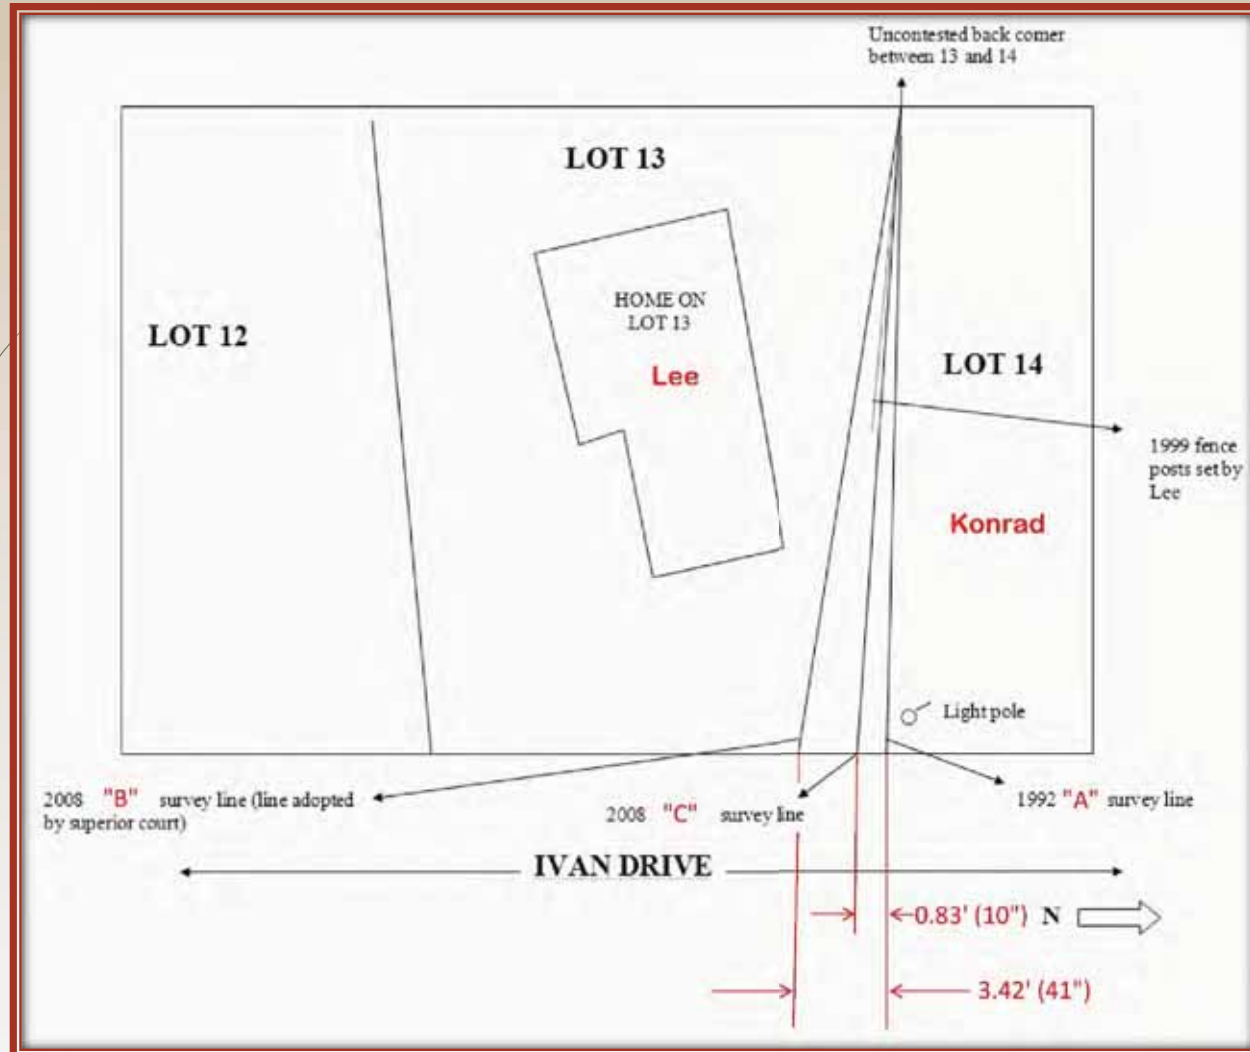 Uncontested back corner
between 13 and 14
LOT 13
HOME ON
LOT 13
Lee
LOT 12
LOT 14
1999 fence
posts set by
Lee
Konrad
Light pole
2008 "B" survey line (line adopted
by superior court)
2008 "C" survey line
1992 "A" survey line
IVAN DRIVE
0.83' (10") N
3.42' (41")